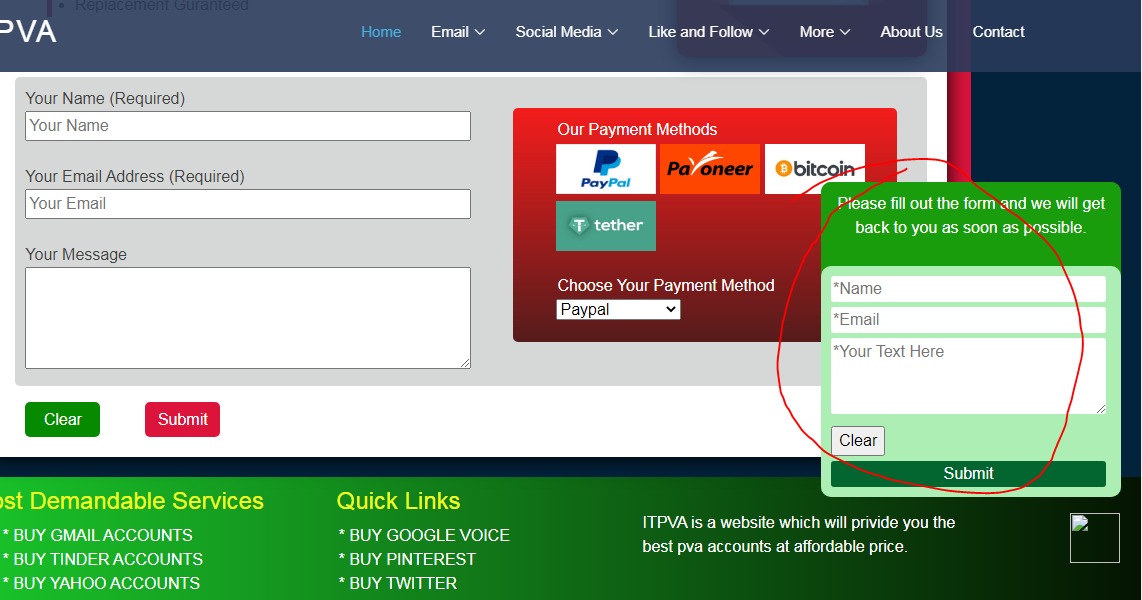 Replacement Guranteed
PVA
Home Email Social Media Like and Follow More About Us Contact
Your Name (Required)
Your Name
Your Email Address (Required)
Your Email
Your Message
Clear Submit
Our Payment Methods
PayPal Payoneer bitcoin
tether
Choose Your Payment Method
Paypal
Please fill out the form and we will get
back to you as soon as possible.
*Name
*Email
*Your Text Here
Clear
Submit
ost Demandable Services
* BUY GMAIL ACCOUNTS
* BUY TINDER ACCOUNTS
* BUY YAHOO ACCOUNTS
Quick Links
* BUY GOOGLE VOICE
* BUY PINTEREST
* BUY TWITTER
ITPVA is a website which will privide you the
best pva accounts at affordable price.